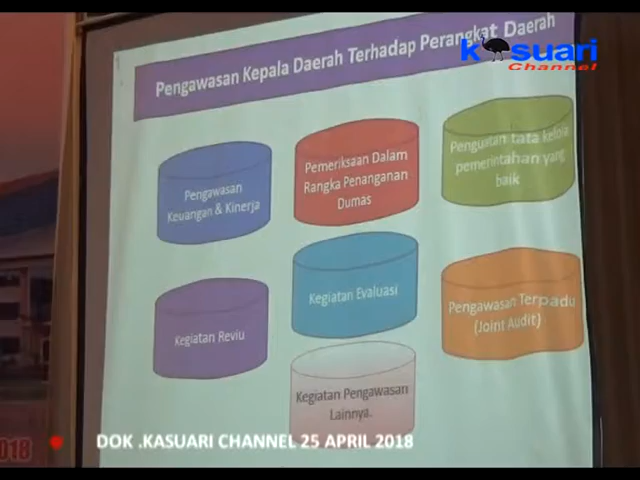 Pengawasan Kepala Daerah Terhadap Perangkat Daerah
Kasuari
Channel
Pengawasan
Keuangan & Kinerja
Pemeriksaan Dalam
Rangka Penanganan
Dumas
Penguatan tata kelola
pemerintahan yang
baik
Kegiatan Reviu
Kegiatan Evaluasi
Pengawasan Terpadu
(Joint Audit)
Kegiatan Pengawasan
Lainnya.
2018
DOK .KASUARI CHANNEL 25 APRIL 2018